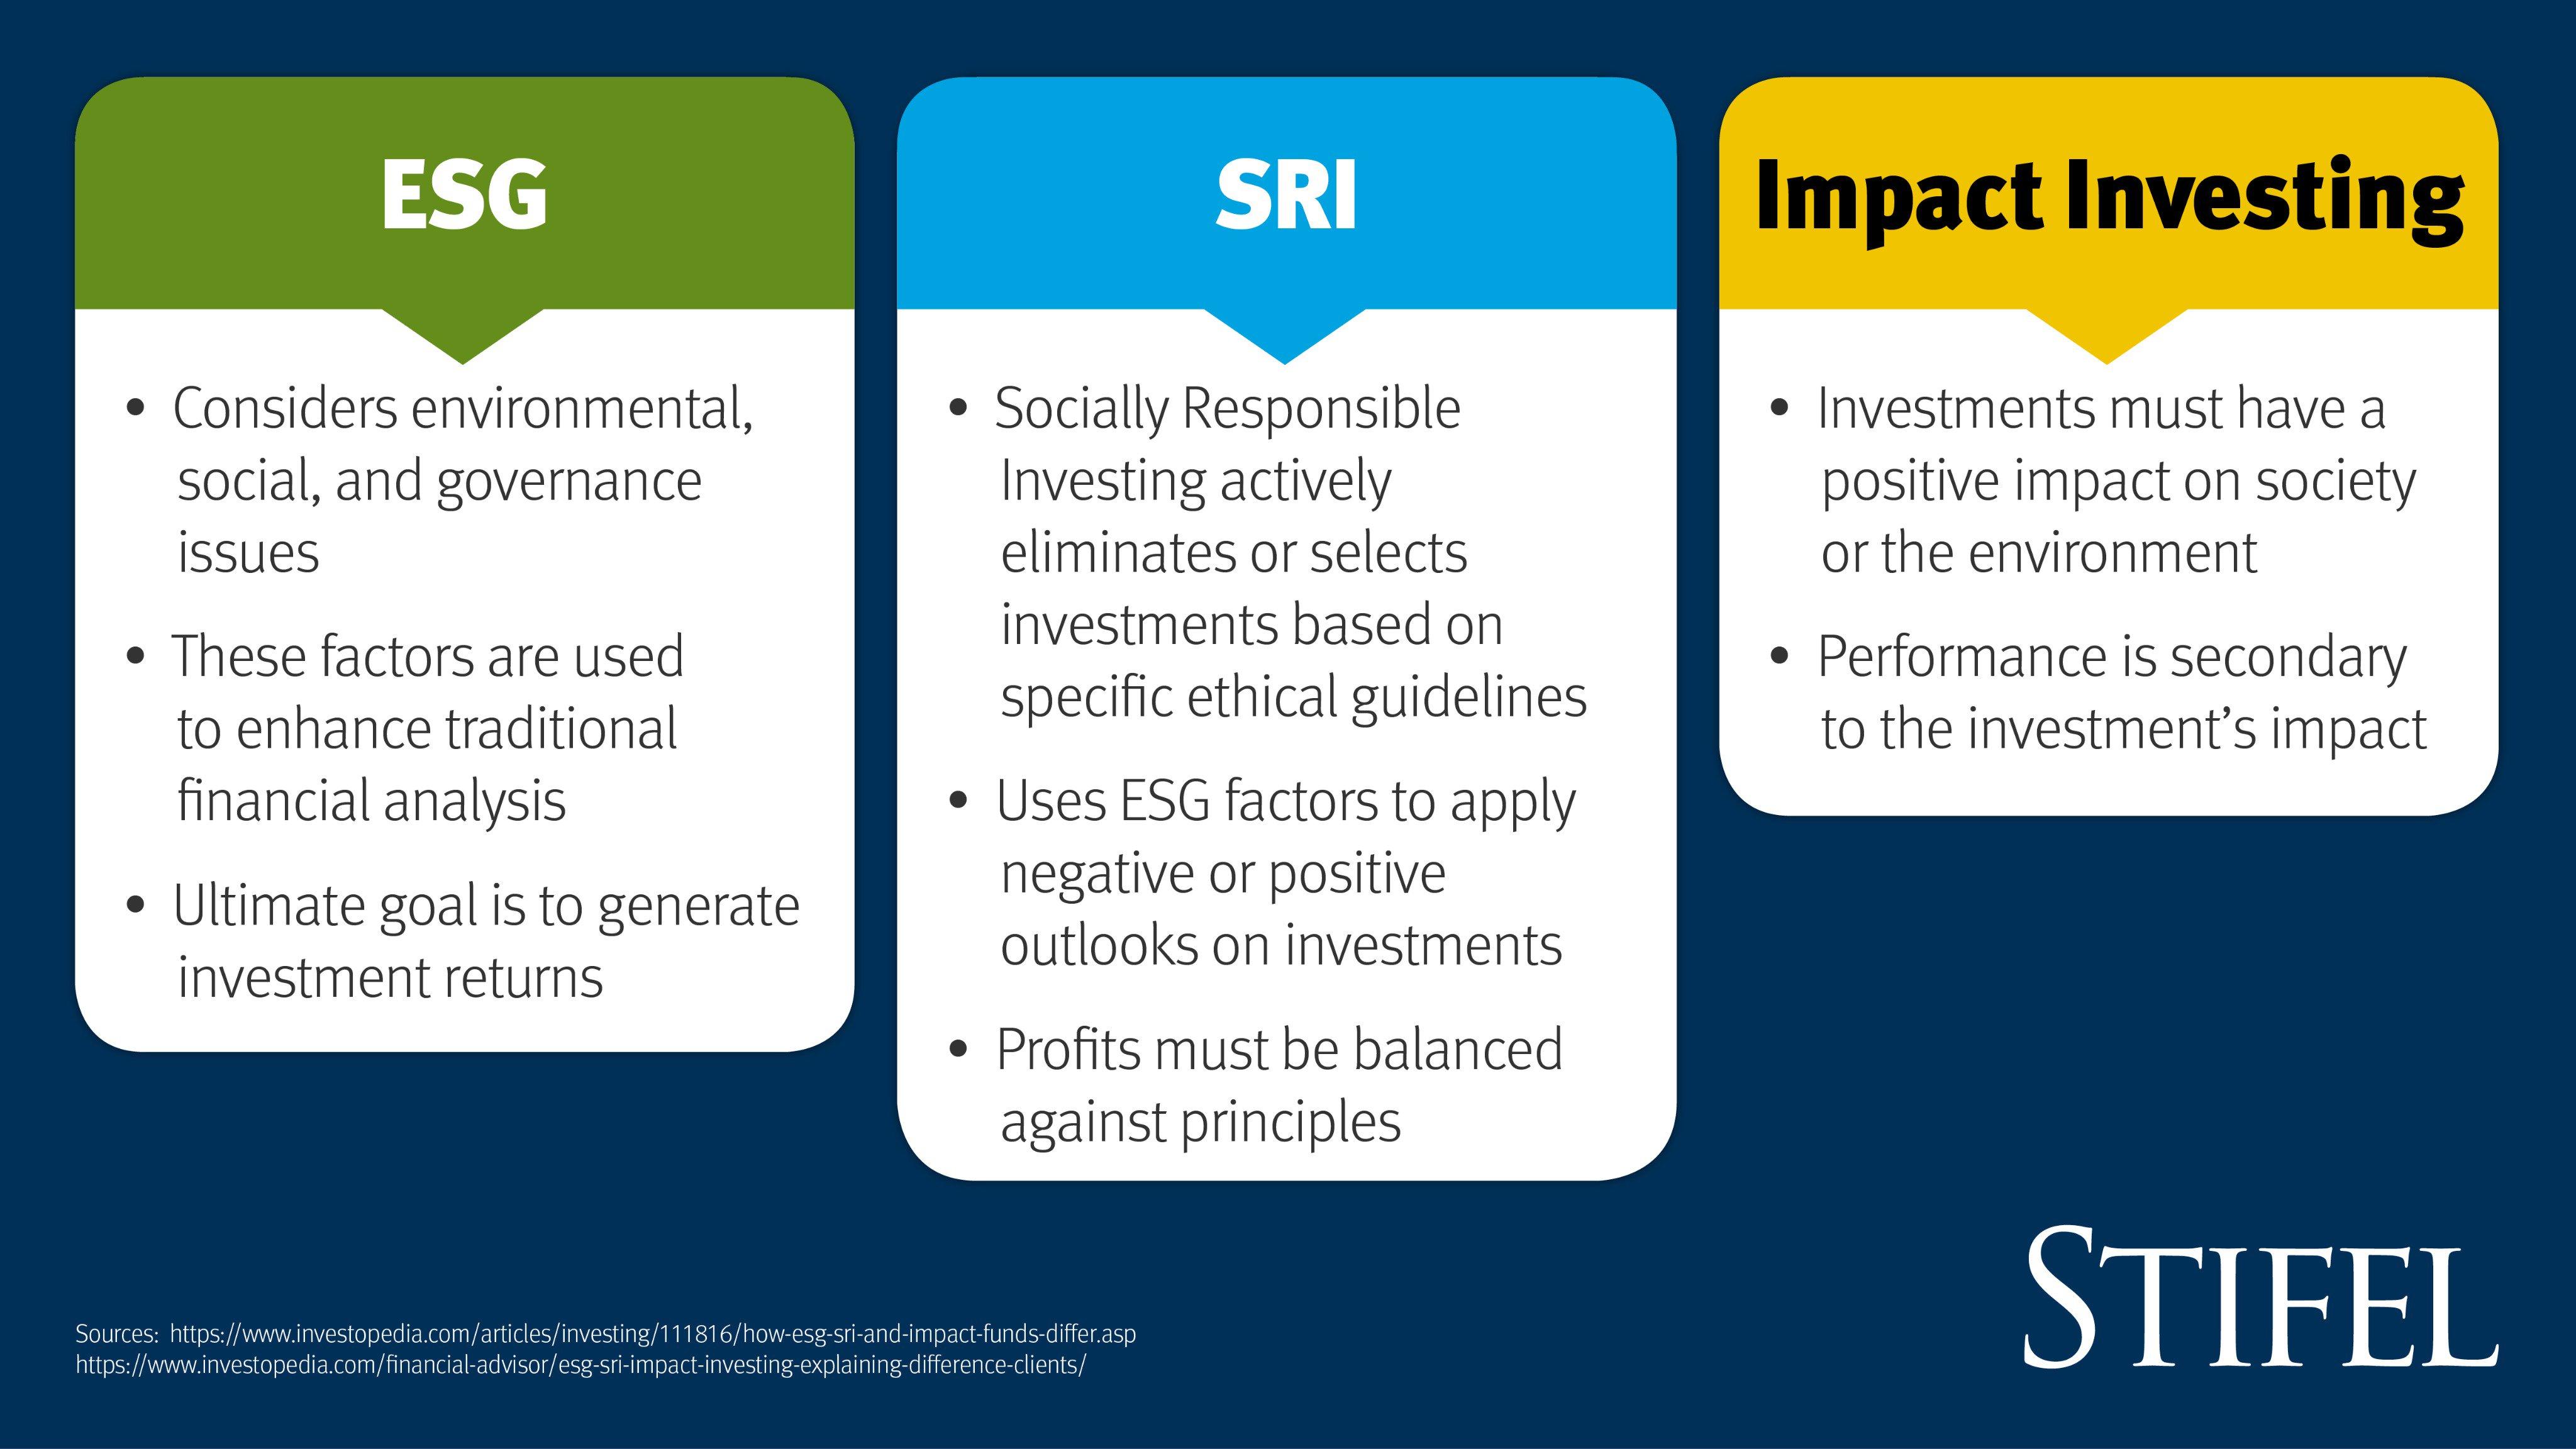 ESG
• Considers environmental,
social, and governance
issues
• These factors are used
to enhance traditional
financial analysis
• Ultimate goal is to generate
investment returns
SRI
• Socially Responsible
Investing actively
eliminates or selects
investments based on
specific ethical guidelines
• Uses ESG factors to apply
negative or positive
outlooks on investments
• Profits must be balanced
against principles
Impact Investing
• Investments must have a
positive impact on society
or the environment
• Performance is secondary
to the investment’s impact
Sources: https://www.investopedia.com/articles/investing/111816/how-esg-sri-and-impact-funds-differ.asp
https://www.investopedia.com/financial-advisor/esg-sri-impact-investing-explaining-difference-clients/
STIFEL